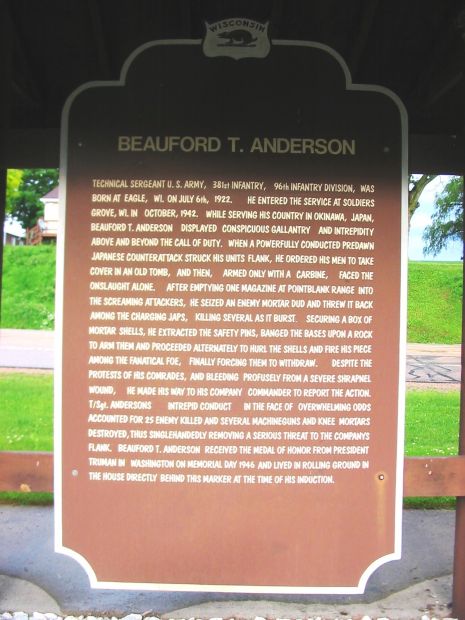 WISCONSIN
BEAUFORD T. ANDERSON
TECHNICAL SERGEANT U. S. ARMY, 381st INFANTRY, 96th INFANTRY DIVISION, WAS
BORN AT EAGLE, WI. ON JULY 6th, 1922. HE ENTERED THE SERVICE AT SOLDIERS
GROVE, WI. IN OCTOBER, 1942. WHILE SERVING HIS COUNTRY IN OKINAWA, JAPAN,
BEAUFORD T. ANDERSON DISPLAYED CONSPICUOUS GALLANTRY AND INTREPIDITY
ABOVE AND BEYOND THE CALL OF DUTY. WHEN A POWERFULLY CONDUCTED PREDAWN
JAPANESE COUNTERATTACK STRUCK HIS UNITS FLANK, HE ORDERED HIS MEN TO TAKE
COVER IN AN OLD TOMB, AND THEN, ARMED ONLY WITH A CARBINE, FACED THE
ONSLAUGHT ALONE. AFTER EMPTYING ONE MAGAZINE AT POINTBLANK RANGE INTO
THE SCREAMING ATTACKERS, HE SEIZED AN ENEMY MORTAR DUD AND THREW IT BACK
AMONG THE CHARGING JAPS, KILLING SEVERAL AS IT BURST. SECURING A BOX OF
MORTAR SHELLS, HE EXTRACTED THE SAFETY PINS, BANGED THE BASES UPON A ROCK
TO ARM THEM AND PROCEEDED ALTERNATELY TO HURL THE SHELLS AND FIRE HIS PIECE
AMONG THE FANATICAL FOE, FINALLY FORCING THEM TO WITHDRAW. DESPITE THE
PROTESTS OF HIS COMRADES, AND BLEEDING PROFUSELY FROM A SEVERE SHRAPNEL
WOUND, HE MADE HIS WAY TO HIS COMPANY COMMANDER TO REPORT THE ACTION.
T/Sgt. ANDERSONS INTREPID CONDUCT IN THE FACE OF OVERWHELMING ODDS
ACCOUNTED FOR 25 ENEMY KILLED AND SEVERAL MACHINEGUNS AND KNEE MORTARS
DESTROYED, THUS SINGLEHANDEDLY REMOVING A SERIOUS THREAT TO THE COMPANYS
FLANK. BEAUFORD T. ANDERSON RECEIVED THE MEDAL OF HONOR FROM PRESIDENT
TRUMAN IN WASHINGTON ON MEMORIAL DAY 1946 AND LIVED IN ROLLING GROUND IN
THE HOUSE DIRECTLY BEHIND THIS MARKER AT THE TIME OF HIS INDUCTION.